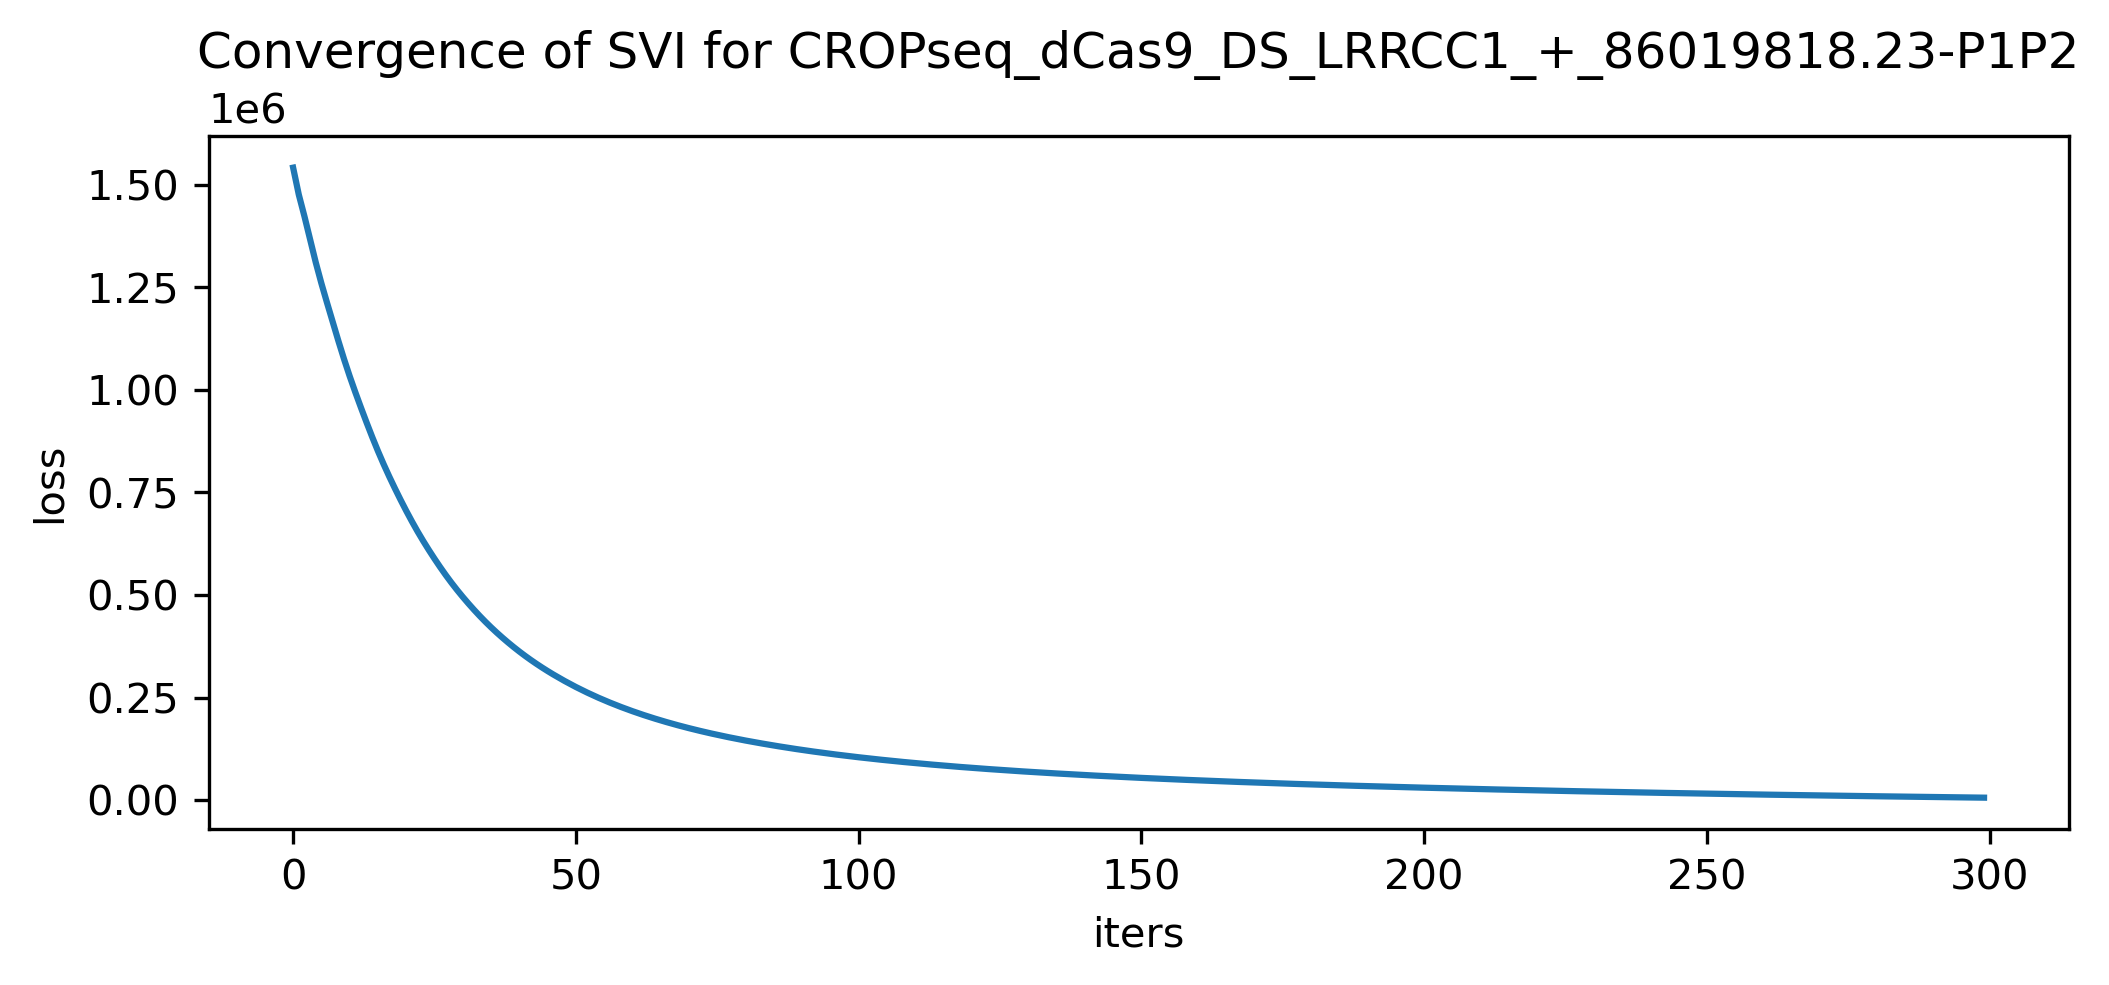 Convergence of SVI for CROPseq_dCas9_DS_LRRCC1_+_86019818.23-P1P2
1e6
1.50
1.25
1.00
0.75
0.50
0.25
0.00
loss
0 50 100 150 200 250 300
iters